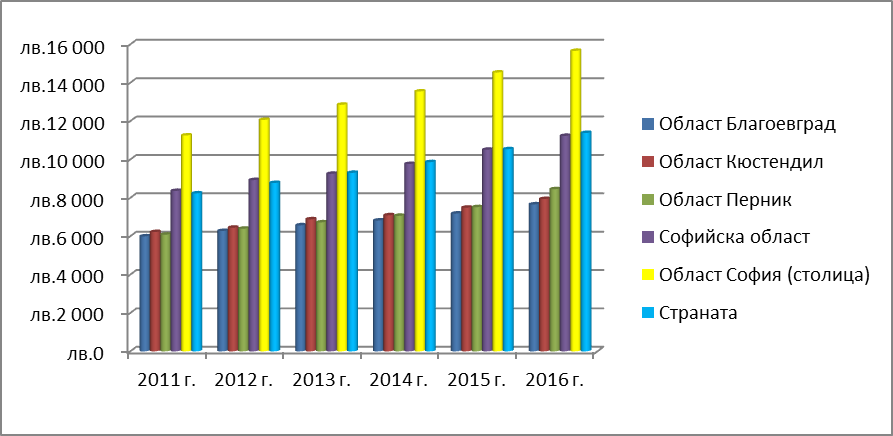 лв.16 000
лв.14 000
лв.12 000
лв.10 000
лв.8 000
лв.6 000
лв.4 000
лв.2 000
лв.0
2011 г. 2012 г. 2013 г. 2014 г. 2015 г. 2016 г.
Област Благоевград
Област Кюстендил
Област Перник
Софийска област
Област София (столица)
Страната